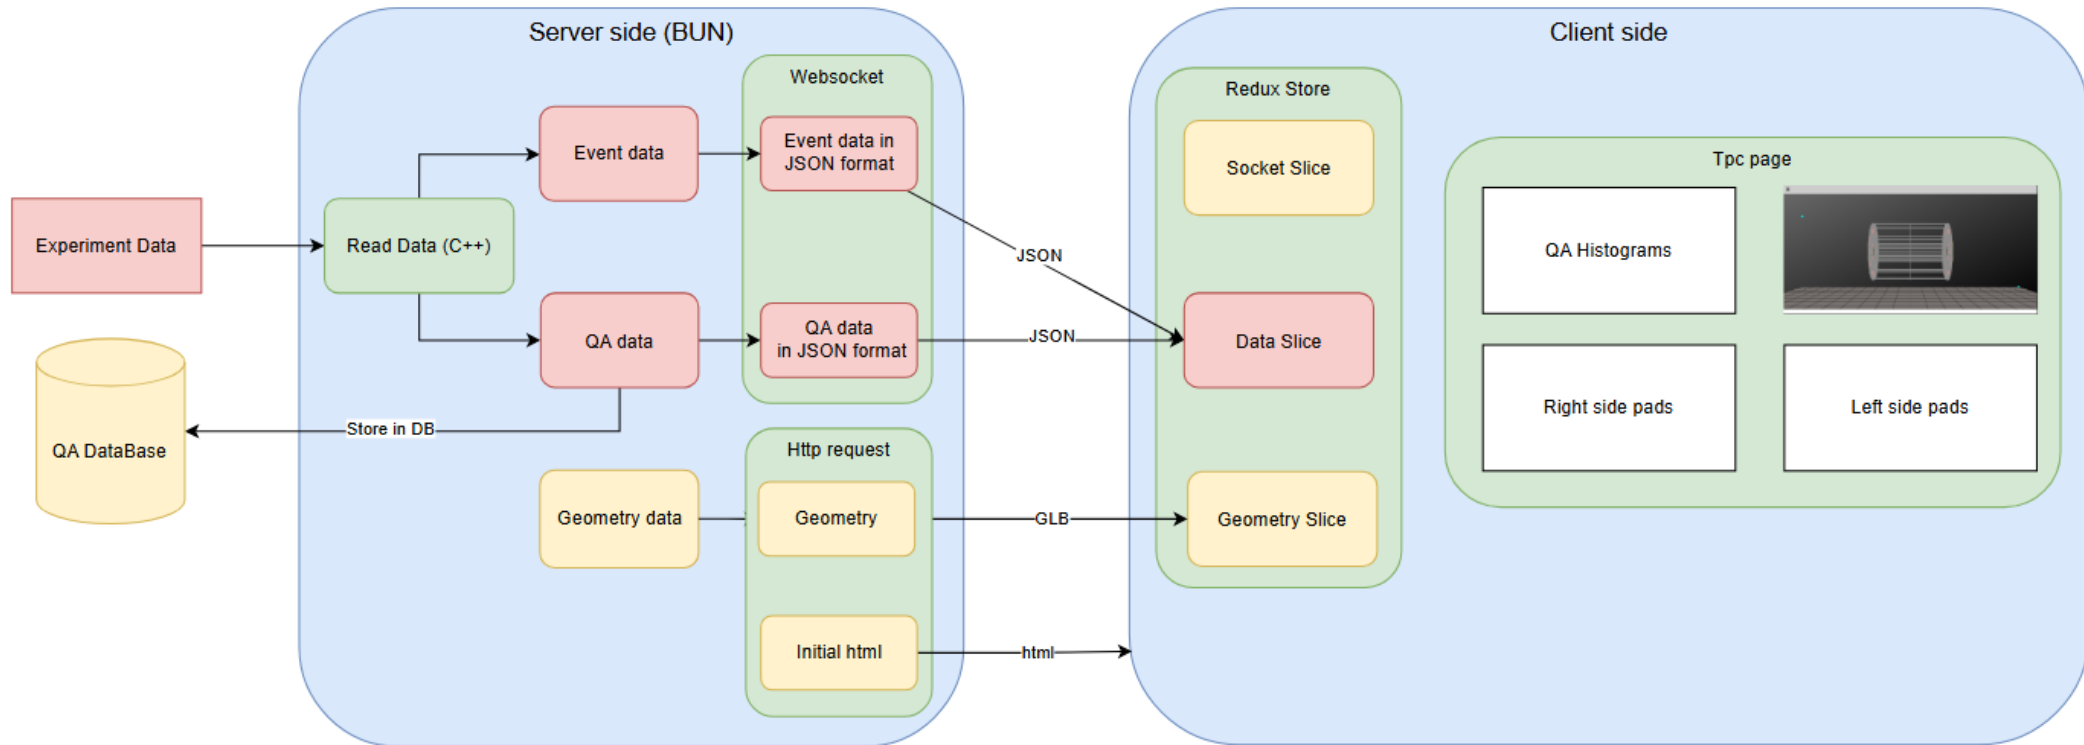 Server side (BUN)
Client side
Websocket
Redux Store
Event data
Event data in
JSON format
Socket Slice
Tpc page
Experiment Data
Read Data (C++)
JSON
QA Histograms
QA data
QA data
in JSON format
JSON
Data Slice
Right side pads
Left side pads
Store in DB
QA DataBase
Http request
Geometry data
Geometry
GLB
Geometry Slice
Initial html
html